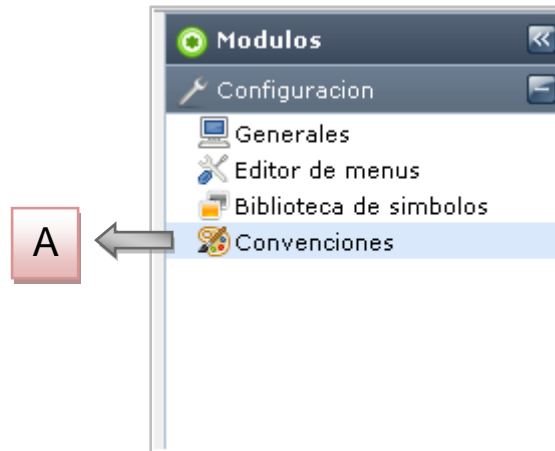 Modulos
Configuracion
Generales
Editor de menus
Biblioteca de simbolos
A
Convenciones